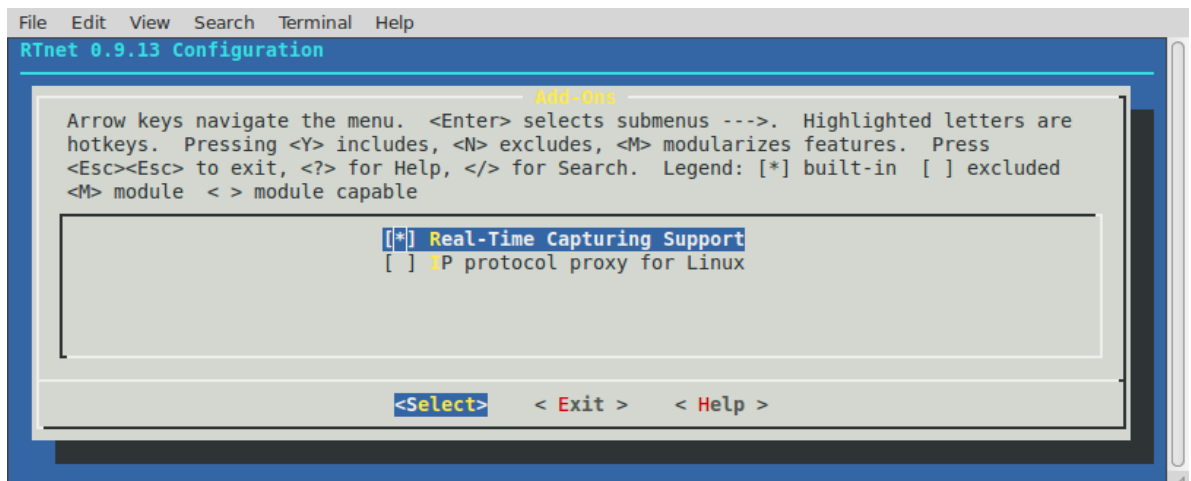 File Edit View Search Terminal Help
RTnet 0.9.13 Configuration
Add-Ons
Arrow keys navigate the menu. <Enter> selects submenus --->. Highlighted letters are
hotkeys. Pressing <Y> includes, <N> excludes, <M> modularizes features. Press
<Esc><Esc> to exit, <?> for Help, </> for Search. Legend: [*] built-in [ ] excluded
<M> module < > module capable
[*] Real-Time Capturing Support
[ ] IP protocol proxy for Linux
<Select> < Exit > < Help >